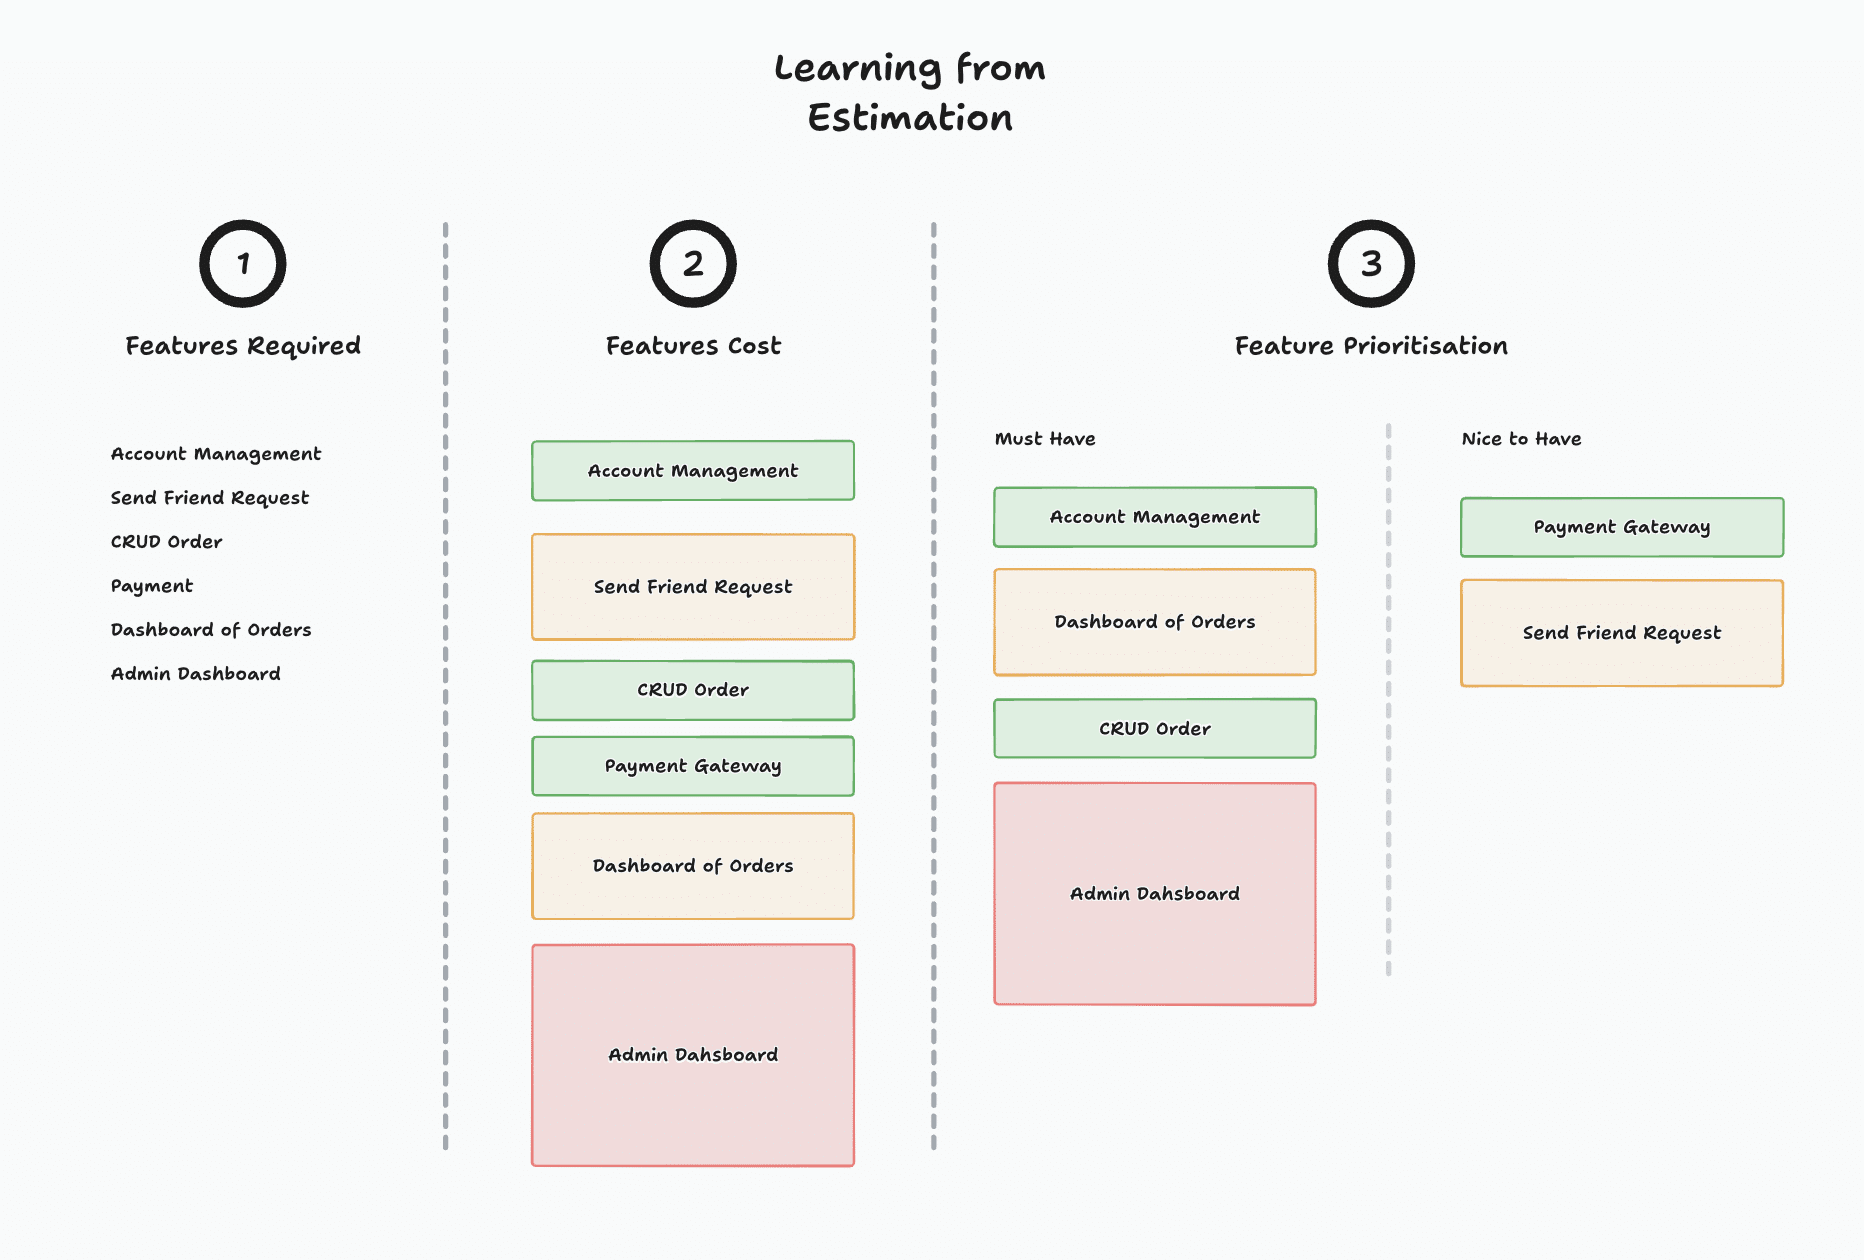 Learning from
Estimation
1
Features Required
Account Management
Send Friend Request
CRUD Order
Payment
Dashboard of Orders
Admin Dashboard
2
Features Cost
Account Management
Send Friend Request
CRUD Order
Payment Gateway
Dashboard of Orders
Admin Dahsboard
3
Feature Prioritisation
Must Have
Account Management
Dashboard of Orders
CRUD Order
Admin Dahsboard
Nice to Have
Payment Gateway
Send Friend Request